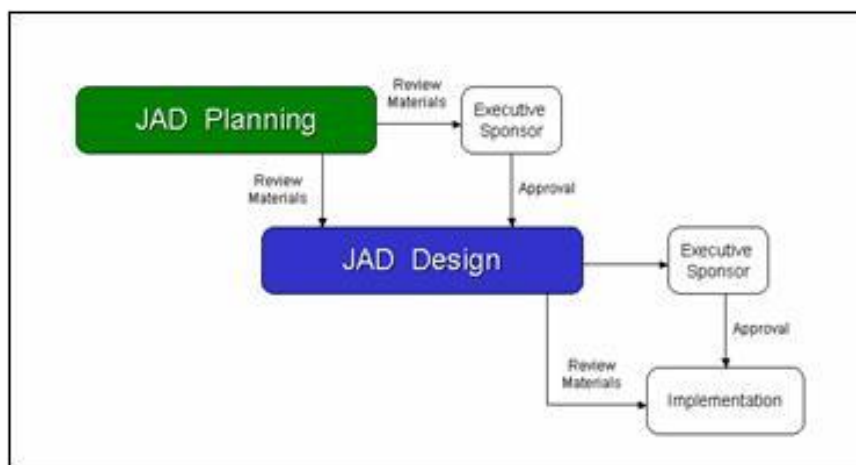 Review
Materials
JAD Planning
Executive
Sponsor
Review
Materials
Approval
JAD Design
Executive
Sponsor
Approval
Review
Materials
Implementation